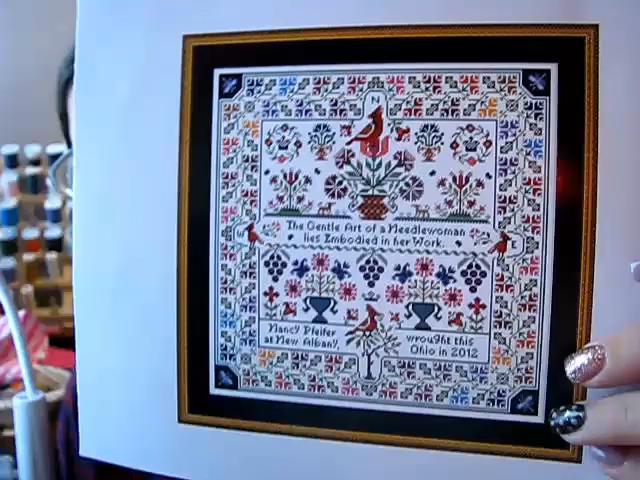 N
The Gentle Art of a Needlewoman
lies Embodied in her Work.
Nancy Pfeifer
at New Albany,
wrought this
Ohio in 2012